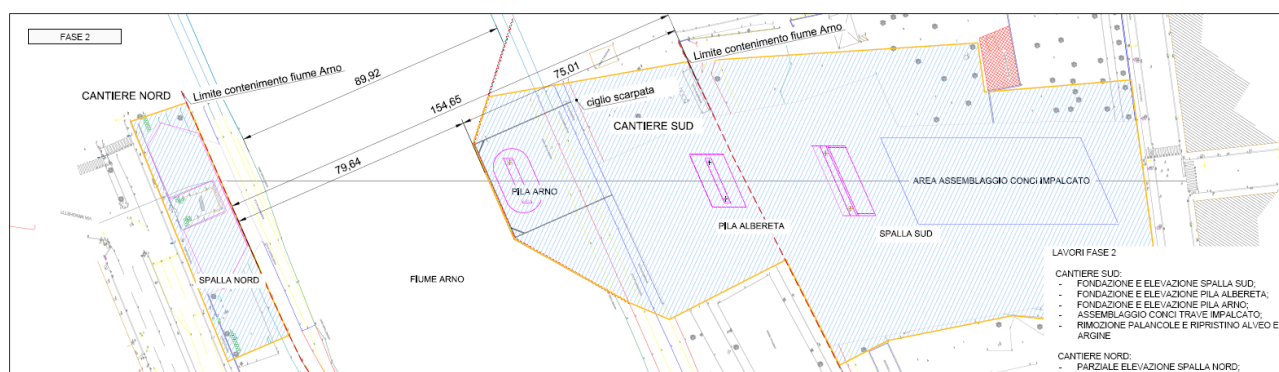 FASE 2
Limite contenimento fiume Arno
CANTIERE NORD
89,92
154,65
75,01
79,64
Limite contenimento fiume Arno
ciglio scarpata
CANTIERE SUD
PILA ARNO
AREA ASSEMBLAGGIO CONCI IMPALCATO
PILA ALBERETA
SPALLA SUD
SPALLA NORD
FIUME ARNO
LAVORI FASE 2
CANTIERE SUD:
- FONDAZIONE E ELEVAZIONE SPALLA SUD;
- FONDAZIONE E ELEVAZIONE PILA ALBERETA;
- FONDAZIONE E ELEVAZIONE PILA ARNO;
- ASSEMBLAGGIO CONCI TRAVE IMPALCATO;
- RIMOZIONE PALANCOLE E RIPRISTINO ALVEO E
ARGINE
CANTIERE NORD:
- PARZIALE ELEVAZIONE SPALLA NORD;